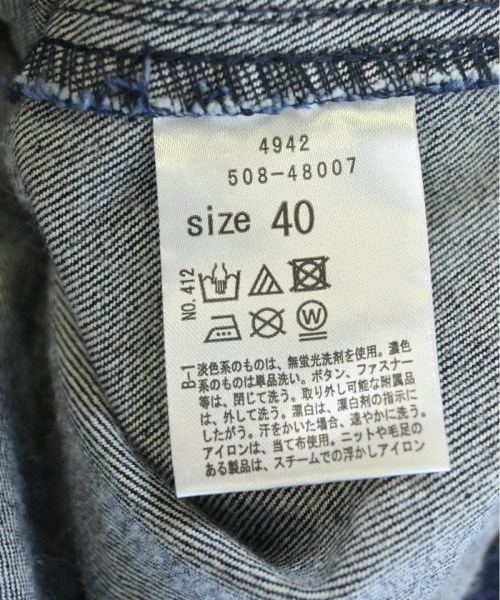 4942
508-48007
size 40
NO. 412
W
B-1
淡色系のものは、無蛍光洗剤を使用。濃色
系のものは単品洗い。ボタン、ファスナー
等は、閉じて洗う。取り外し可能な附属品
は、外して洗う。漂白は、漂白剤の指示に
したがう。汗をかいた場合、速やかに洗う。
アイロンは、当て布使用。ニットや毛足の
ある製品は、スチームでの浮かしアイロン